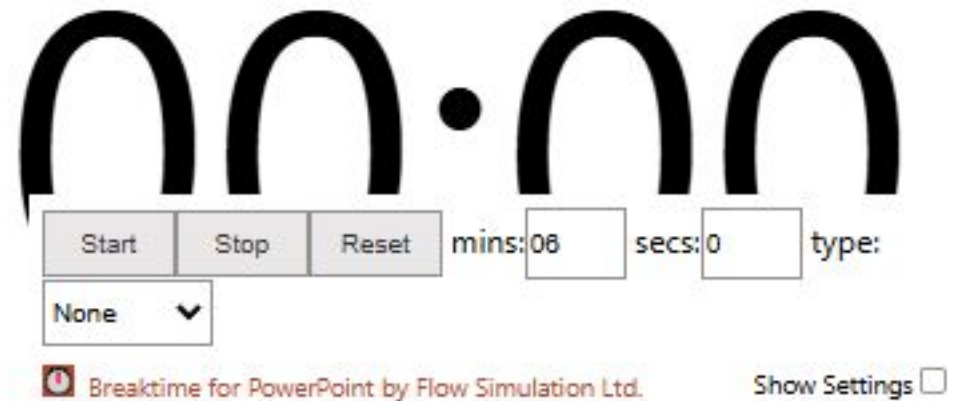 00:00
Start Stop Reset mins: 06 secs: 0 type:
None
Breaktime for PowerPoint by Flow Simulation Ltd. Show Settings